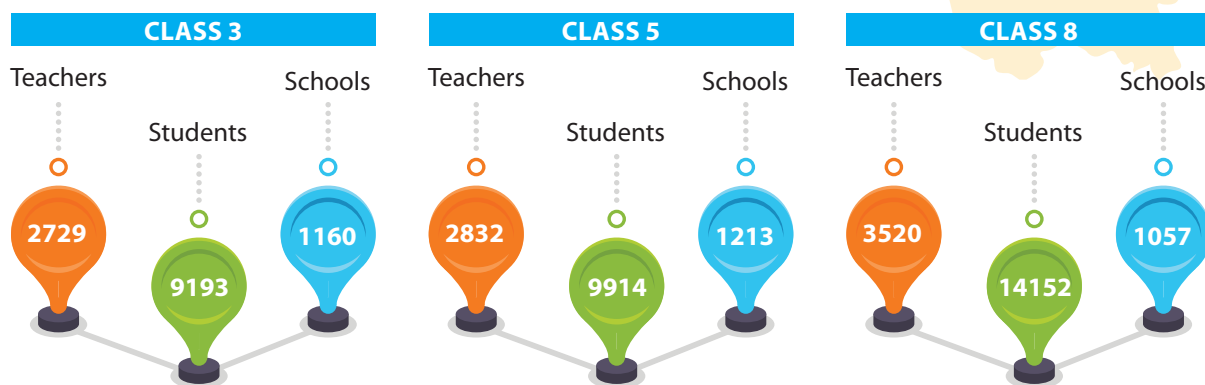 CLASS 3
Teachers
Schools
Students
2729
1160
9193
CLASS 5
Teachers
Schools
Students
2832
1213
9914
CLASS 8
Teachers
Schools
Students
3520
1057
14152